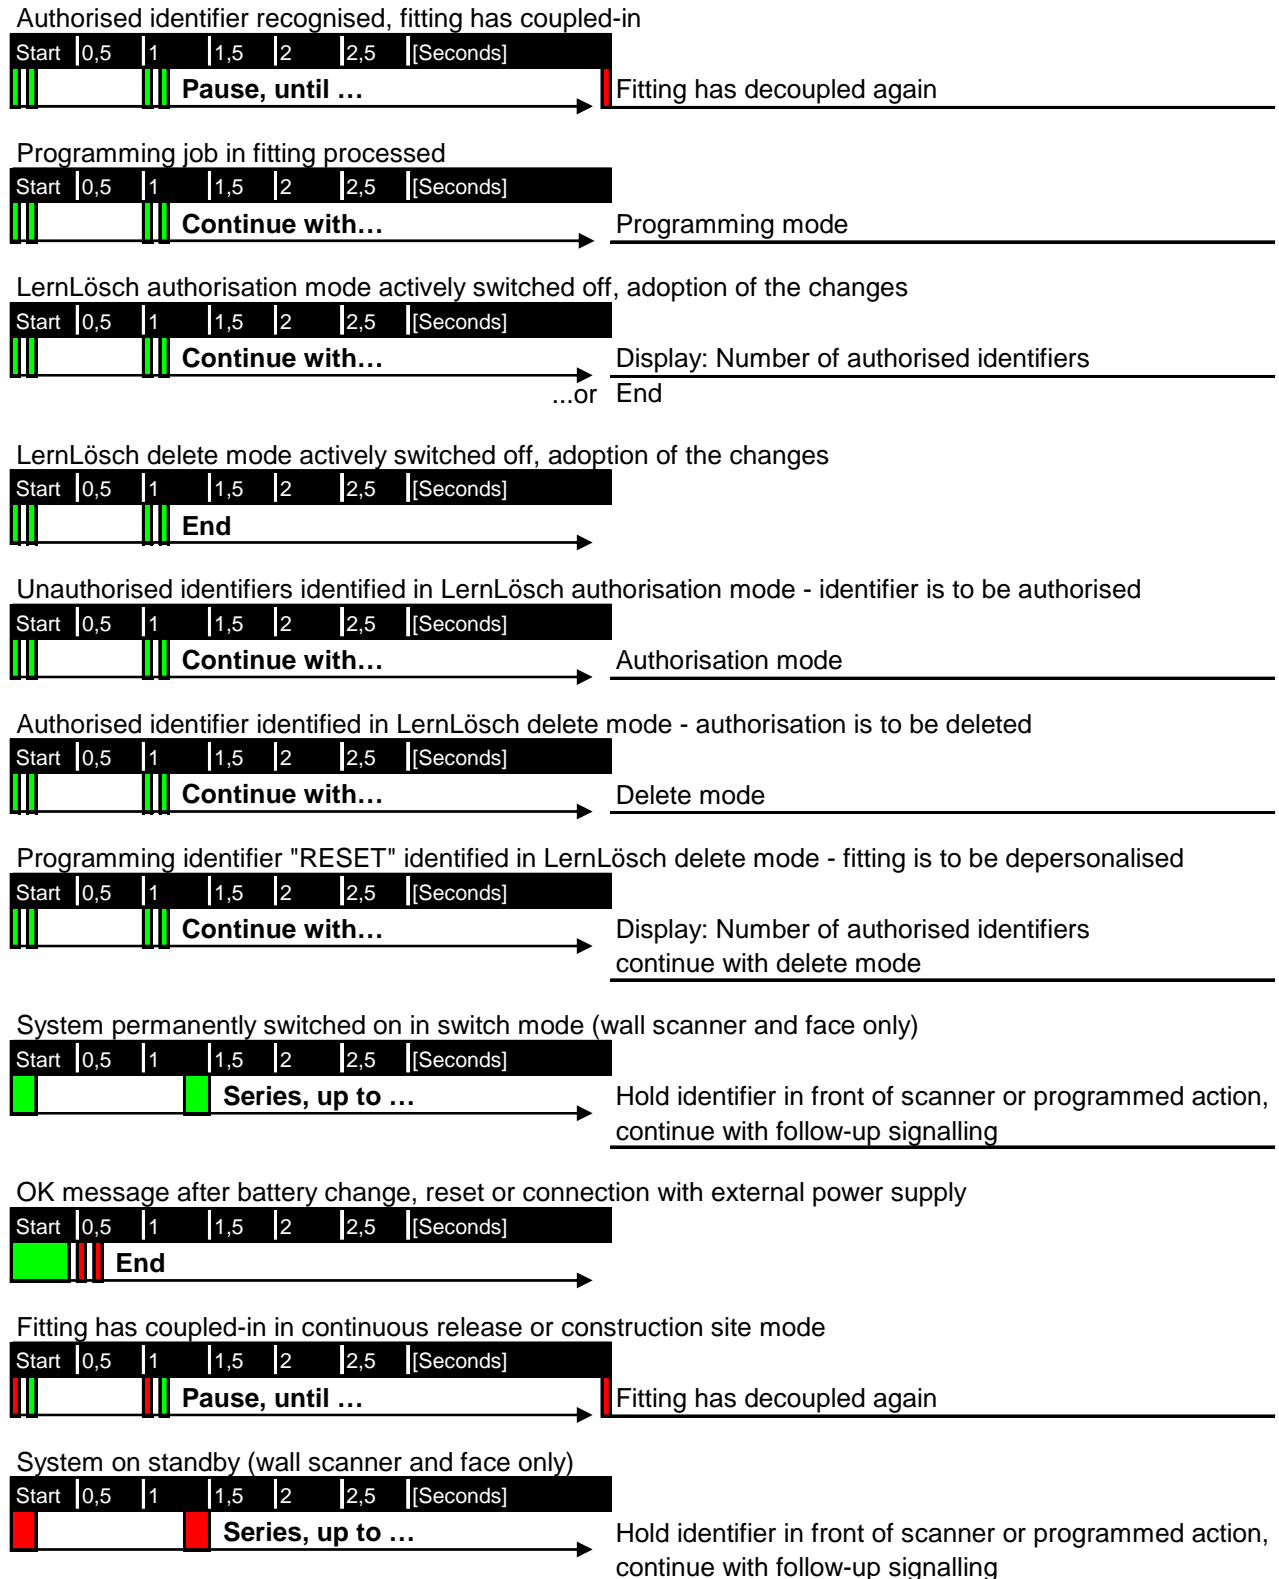 Authorised identifier recognised, fitting has coupled-in
Start 0,5 1 1,5 2 2,5 [Seconds]
Pause, until … Fitting has decoupled again
Programming job in fitting processed
Start 0,5 1 1,5 2 2,5 [Seconds]
Continue with… Programming mode
LernLösch authorisation mode actively switched off, adoption of the changes
Start 0,5 1 1,5 2 2,5 [Seconds]
Continue with… Display: Number of authorised identifiers
...or End
LernLösch delete mode actively switched off, adoption of the changes
Start 0,5 1 1,5 2 2,5 [Seconds]
End
Unauthorised identifiers identified in LernLösch authorisation mode - identifier is to be authorised
Start 0,5 1 1,5 2 2,5 [Seconds]
Continue with… Authorisation mode
Authorised identifier identified in LernLösch delete mode - authorisation is to be deleted
Start 0,5 1 1,5 2 2,5 [Seconds]
Continue with… Delete mode
Programming identifier "RESET" identified in LernLösch delete mode - fitting is to be depersonalised
Start 0,5 1 1,5 2 2,5 [Seconds]
Continue with… Display: Number of authorised identifiers
continue with delete mode
System permanently switched on in switch mode (wall scanner and face only)
Start 0,5 1 1,5 2 2,5 [Seconds]
Series, up to … Hold identifier in front of scanner or programmed action,
continue with follow-up signalling
OK message after battery change, reset or connection with external power supply
Start 0,5 1 1,5 2 2,5 [Seconds]
End
Fitting has coupled-in in continuous release or construction site mode
Start 0,5 1 1,5 2 2,5 [Seconds]
Pause, until … Fitting has decoupled again
System on standby (wall scanner and face only)
Start 0,5 1 1,5 2 2,5 [Seconds]
Series, up to … Hold identifier in front of scanner or programmed action,
continue with follow-up signalling